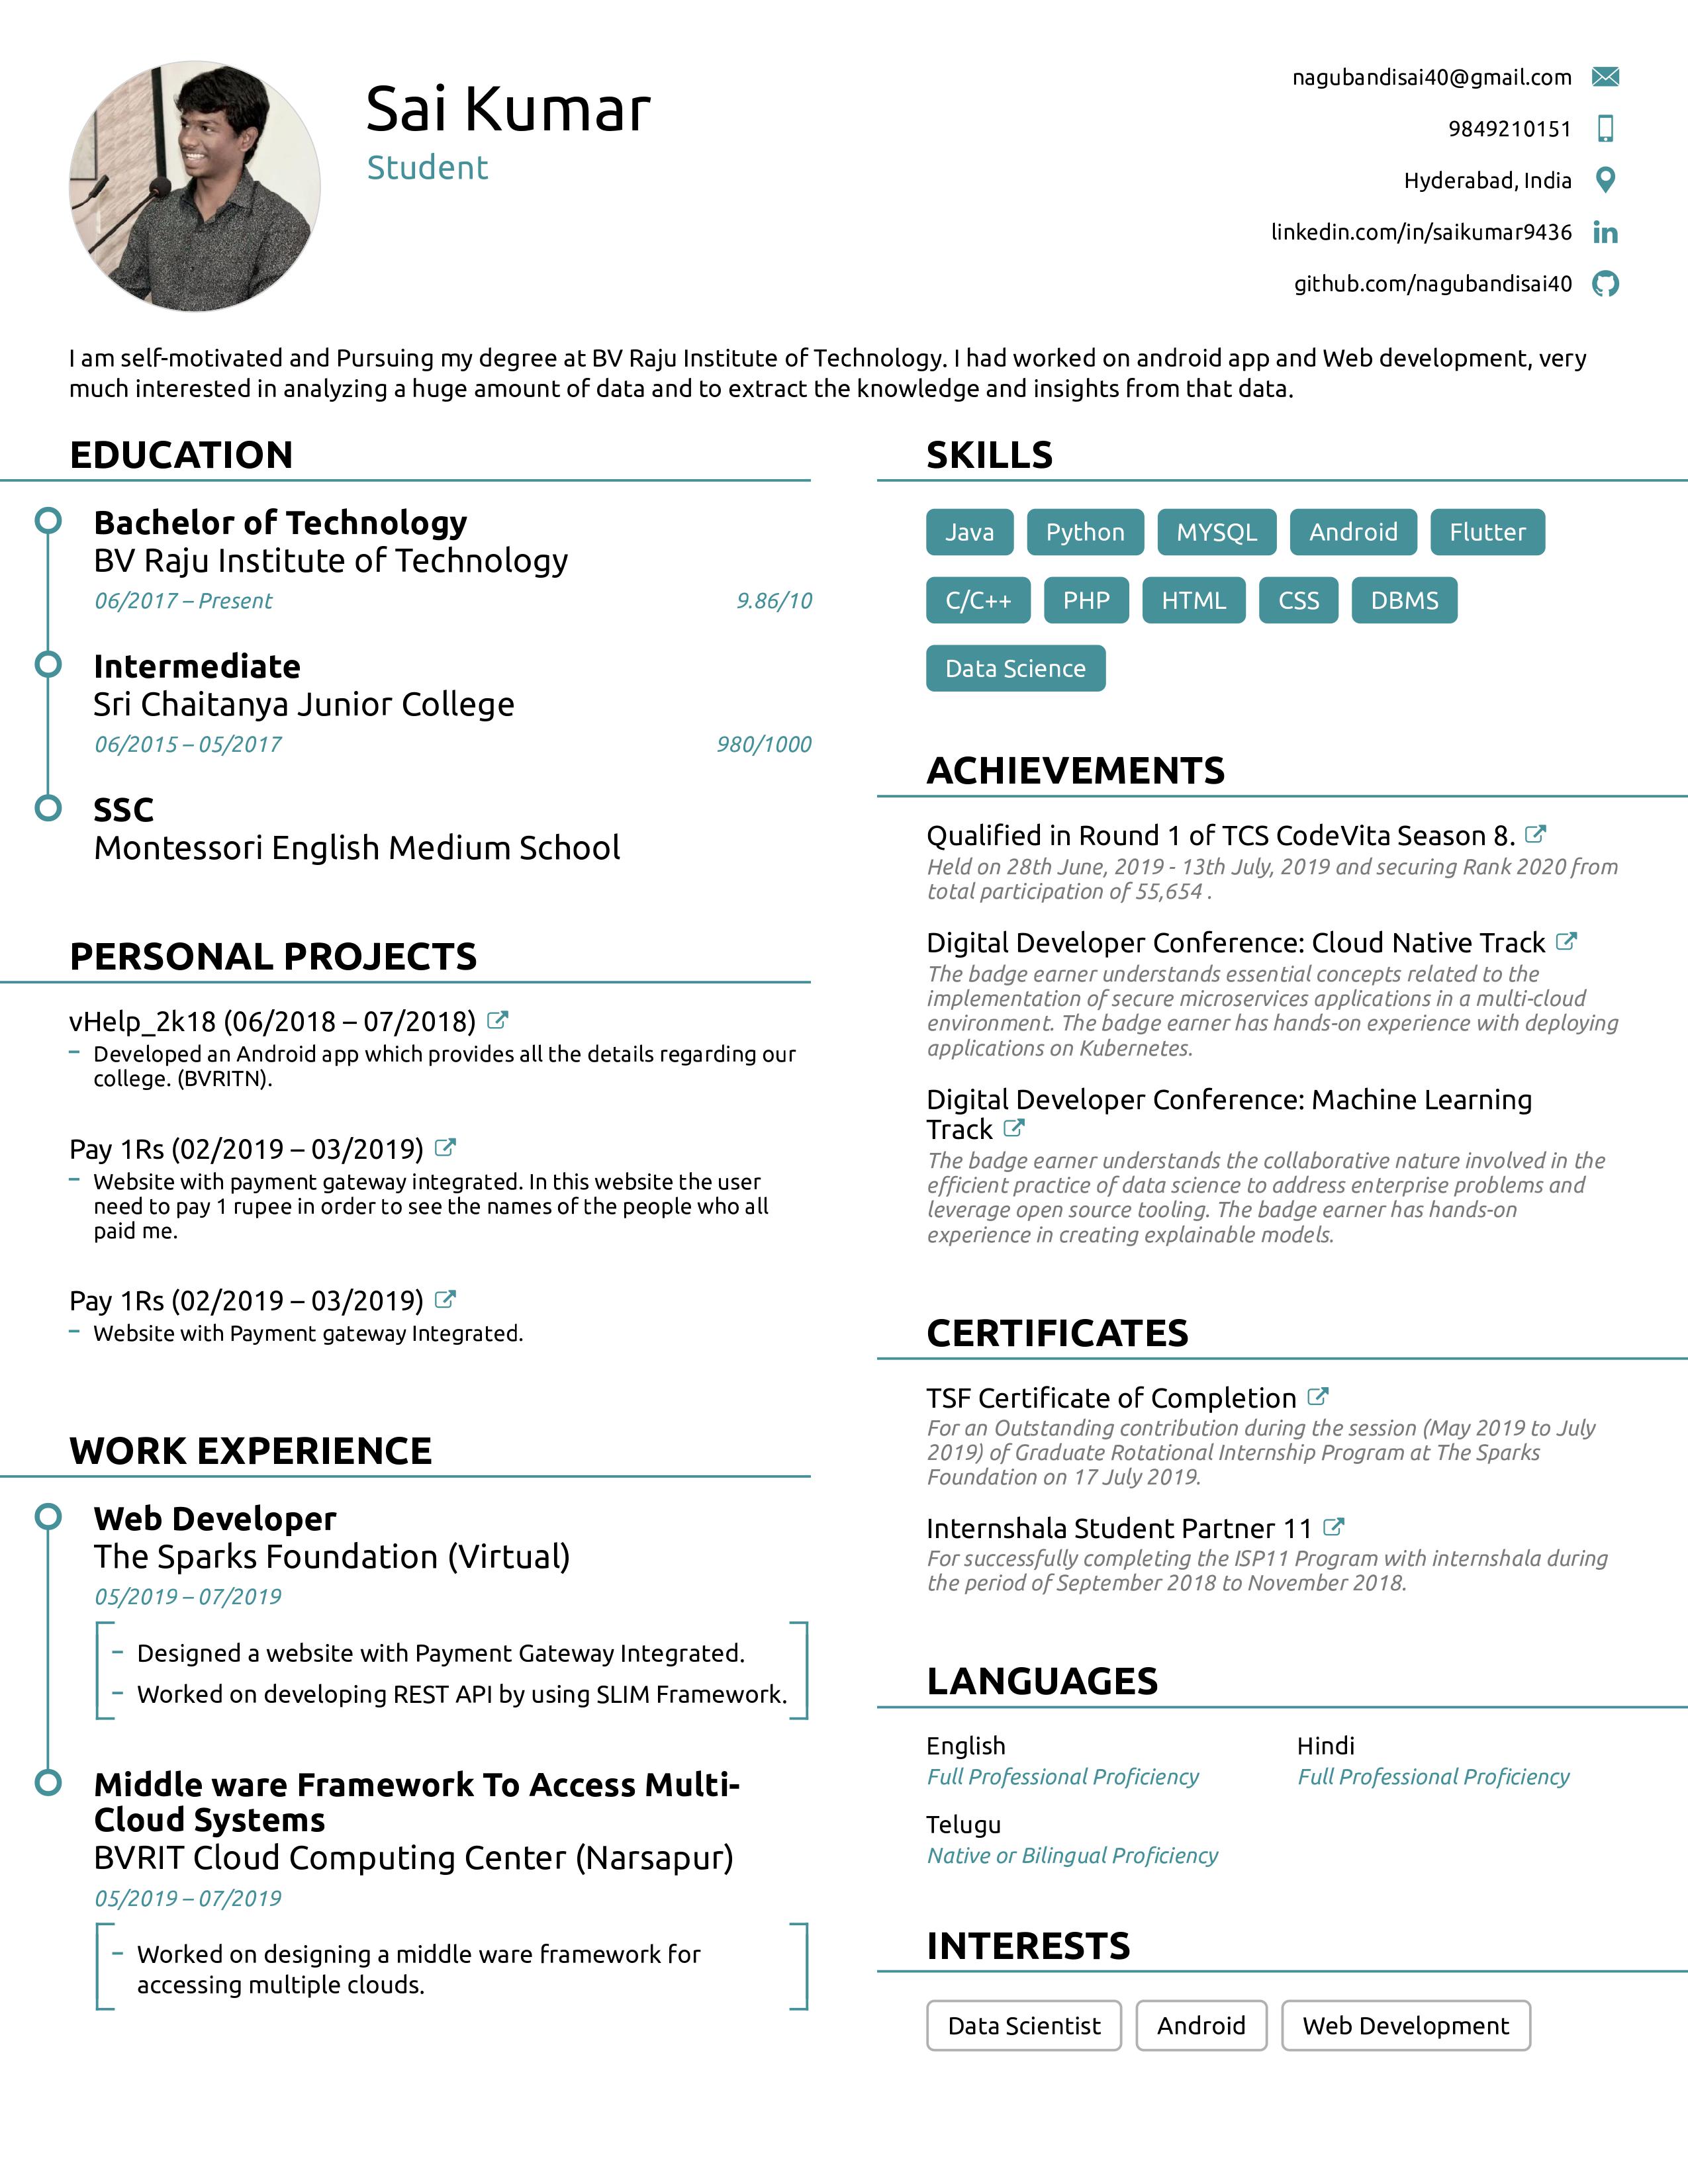 Sai Kumar
Student
nagubandisai40@gmail.com
9849210151
Hyderabad, India
linkedin.com/in/saikumar9436
github.com/nagubandisai40
I am self-motivated and Pursuing my degree at BV Raju Institute of Technology. I had worked on android app and Web development, very
much interested in analyzing a huge amount of data and to extract the knowledge and insights from that data.
EDUCATION
Bachelor of Technology
BV Raju Institute of Technology
06/2017 – Present 9.86/10
Intermediate
Sri Chaitanya Junior College
06/2015 – 05/2017 980/1000
SSC
Montessori English Medium School
PERSONAL PROJECTS
vHelp_2k18 (06/2018 – 07/2018)
– Developed an Android app which provides all the details regarding our
college. (BVRITN).
Pay 1Rs (02/2019 – 03/2019)
– Website with payment gateway integrated. In this website the user
need to pay 1 rupee in order to see the names of the people who all
paid me.
Pay 1Rs (02/2019 – 03/2019)
– Website with Payment gateway Integrated.
WORK EXPERIENCE
Web Developer
The Sparks Foundation (Virtual)
05/2019 – 07/2019
– Designed a website with Payment Gateway Integrated.
– Worked on developing REST API by using SLIM Framework.
Middle ware Framework To Access Multi-
Cloud Systems
BVRIT Cloud Computing Center (Narsapur)
05/2019 – 07/2019
– Worked on designing a middle ware framework for
accessing multiple clouds.
SKILLS
Java Python MYSQL Android Flutter
C/C++ PHP HTML CSS DBMS
Data Science
ACHIEVEMENTS
Qualified in Round 1 of TCS CodeVita Season 8.
Held on 28th June, 2019 - 13th July, 2019 and securing Rank 2020 from
total participation of 55,654 .
Digital Developer Conference: Cloud Native Track
The badge earner understands essential concepts related to the
implementation of secure microservices applications in a multi-cloud
environment. The badge earner has hands-on experience with deploying
applications on Kubernetes.
Digital Developer Conference: Machine Learning
Track
The badge earner understands the collaborative nature involved in the
efficient practice of data science to address enterprise problems and
leverage open source tooling. The badge earner has hands-on
experience in creating explainable models.
CERTIFICATES
TSF Certificate of Completion
For an Outstanding contribution during the session (May 2019 to July
2019) of Graduate Rotational Internship Program at The Sparks
Foundation on 17 July 2019.
Internshala Student Partner 11
For successfully completing the ISP11 Program with internshala during
the period of September 2018 to November 2018.
LANGUAGES
English Hindi
Full Professional Proficiency Full Professional Proficiency
Telugu
Native or Bilingual Proficiency
INTERESTS
Data Scientist Android Web Development